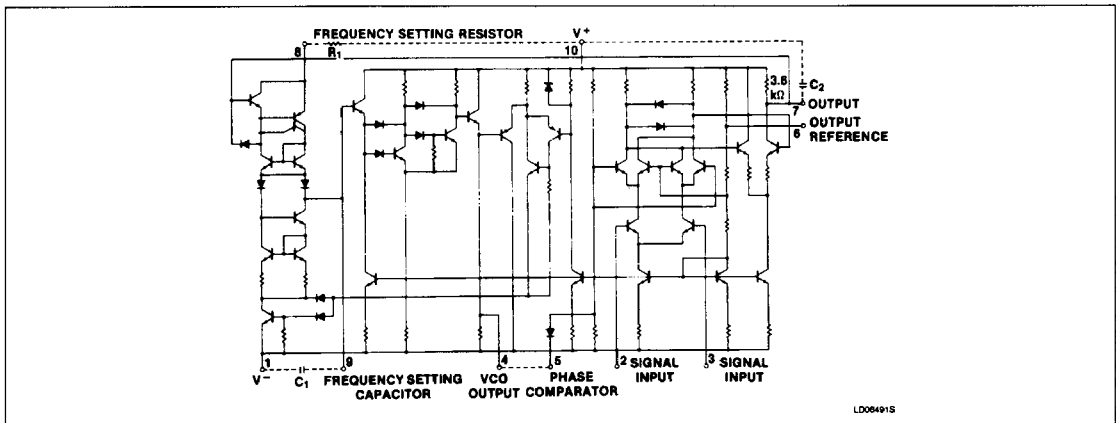 FREQUENCY SETTING RESISTOR
V+
8
R1
10
3.6
kΩ
C2
7
OUTPUT
6
OUTPUT
REFERENCE
1
9
4
5
2
SIGNAL
INPUT
3
SIGNAL
INPUT
V−
C1
FREQUENCY SETTING
CAPACITOR
VCO
OUTPUT
PHASE
COMPARATOR
LD08491S